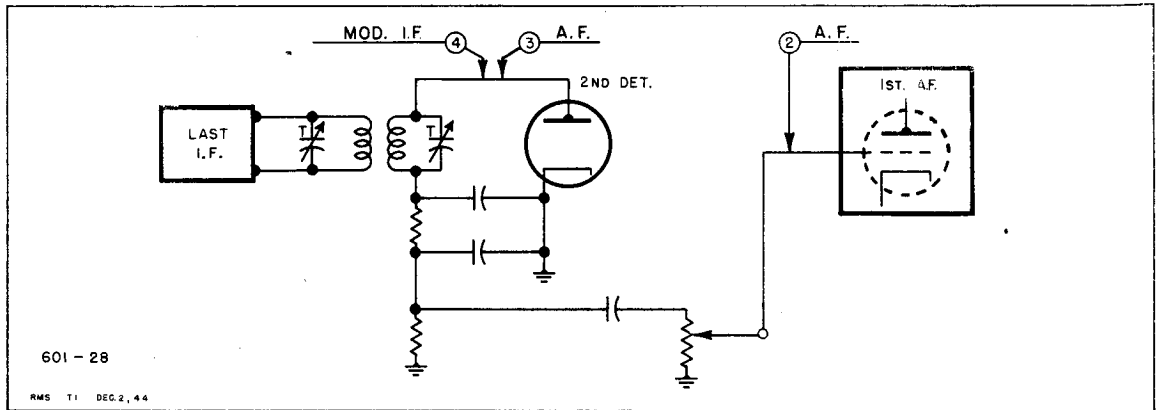 MOD. I.F. 4 3 A.F.
2 A.F.
2ND DET.
1ST. A.F.
LAST
I.F.
T T
601-28
RMS T1 DEC. 2, 44